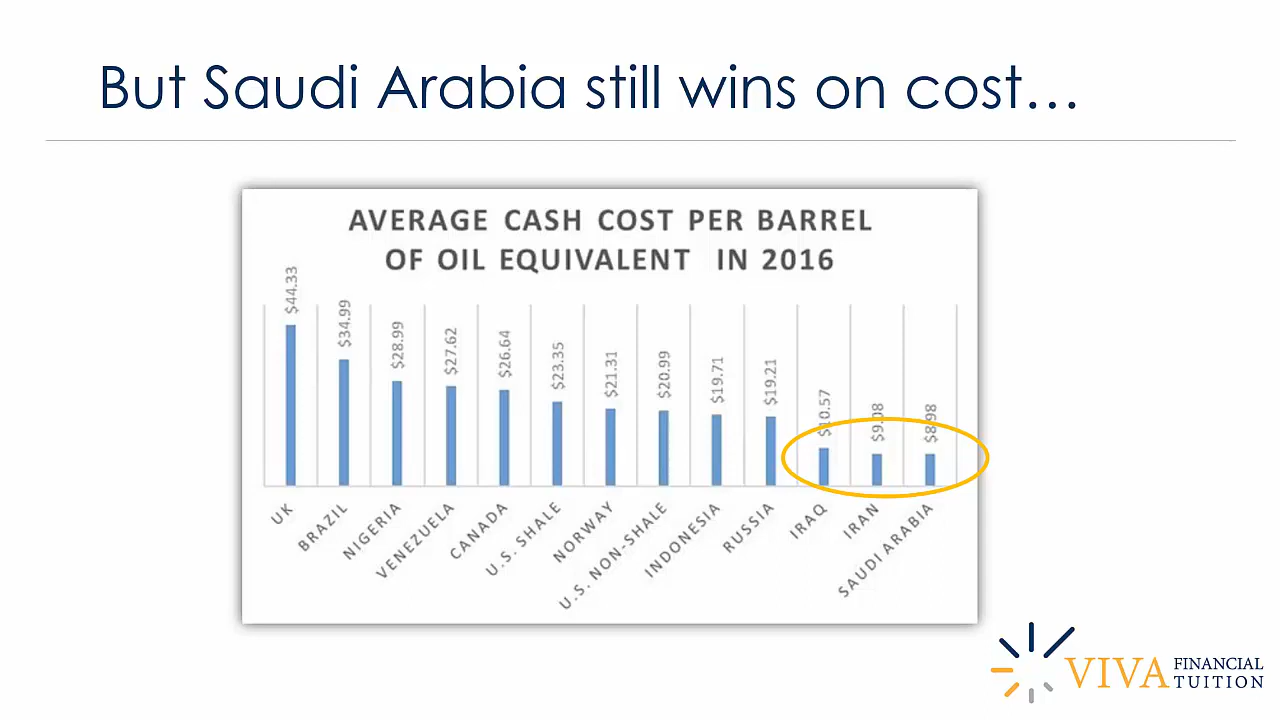 But Saudi Arabia still wins on cost…
AVERAGE CASH COST PER BARREL
OF OIL EQUIVALENT IN 2016
$44.33
$34.99
$28.99
$27.62
$26.64
$23.35
$21.31
$20.99
$19.71
$19.21
$10.57
$9.08
$8.98
UK
BRAZIL
NIGERIA
VENEZUELA
CANADA
U.S. SHALE
NORWAY
U.S. NON-SHALE
INDONESIA
RUSSIA
IRAQ
IRAN
SAUDI ARABIA
VIVA FINANCIAL
TUITION